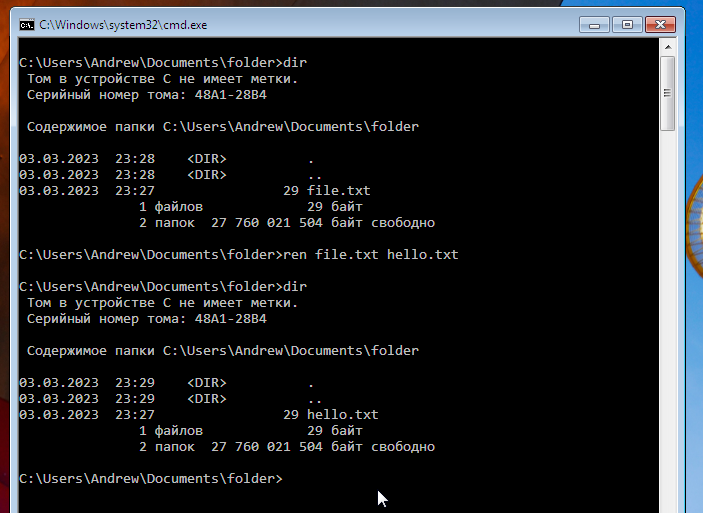 C:\Windows\system32\cmd.exe
C:\Users\Andrew\Documents\folder>dir
Том в устройстве C не имеет метки.
Серийный номер тома: 48A1-28B4
Содержимое папки C:\Users\Andrew\Documents\folder
03.03.2023  23:28    <DIR>          .
03.03.2023  23:28    <DIR>          ..
03.03.2023  23:27                29 file.txt
1 файлов             29 байт
2 папок  27 760 021 504 байт свободно
C:\Users\Andrew\Documents\folder>ren file.txt hello.txt
C:\Users\Andrew\Documents\folder>dir
Том в устройстве C не имеет метки.
Серийный номер тома: 48A1-28B4
Содержимое папки C:\Users\Andrew\Documents\folder
03.03.2023  23:29    <DIR>          .
03.03.2023  23:29    <DIR>          ..
03.03.2023  23:27                29 hello.txt
1 файлов             29 байт
2 папок  27 760 021 504 байт свободно
C:\Users\Andrew\Documents\folder>